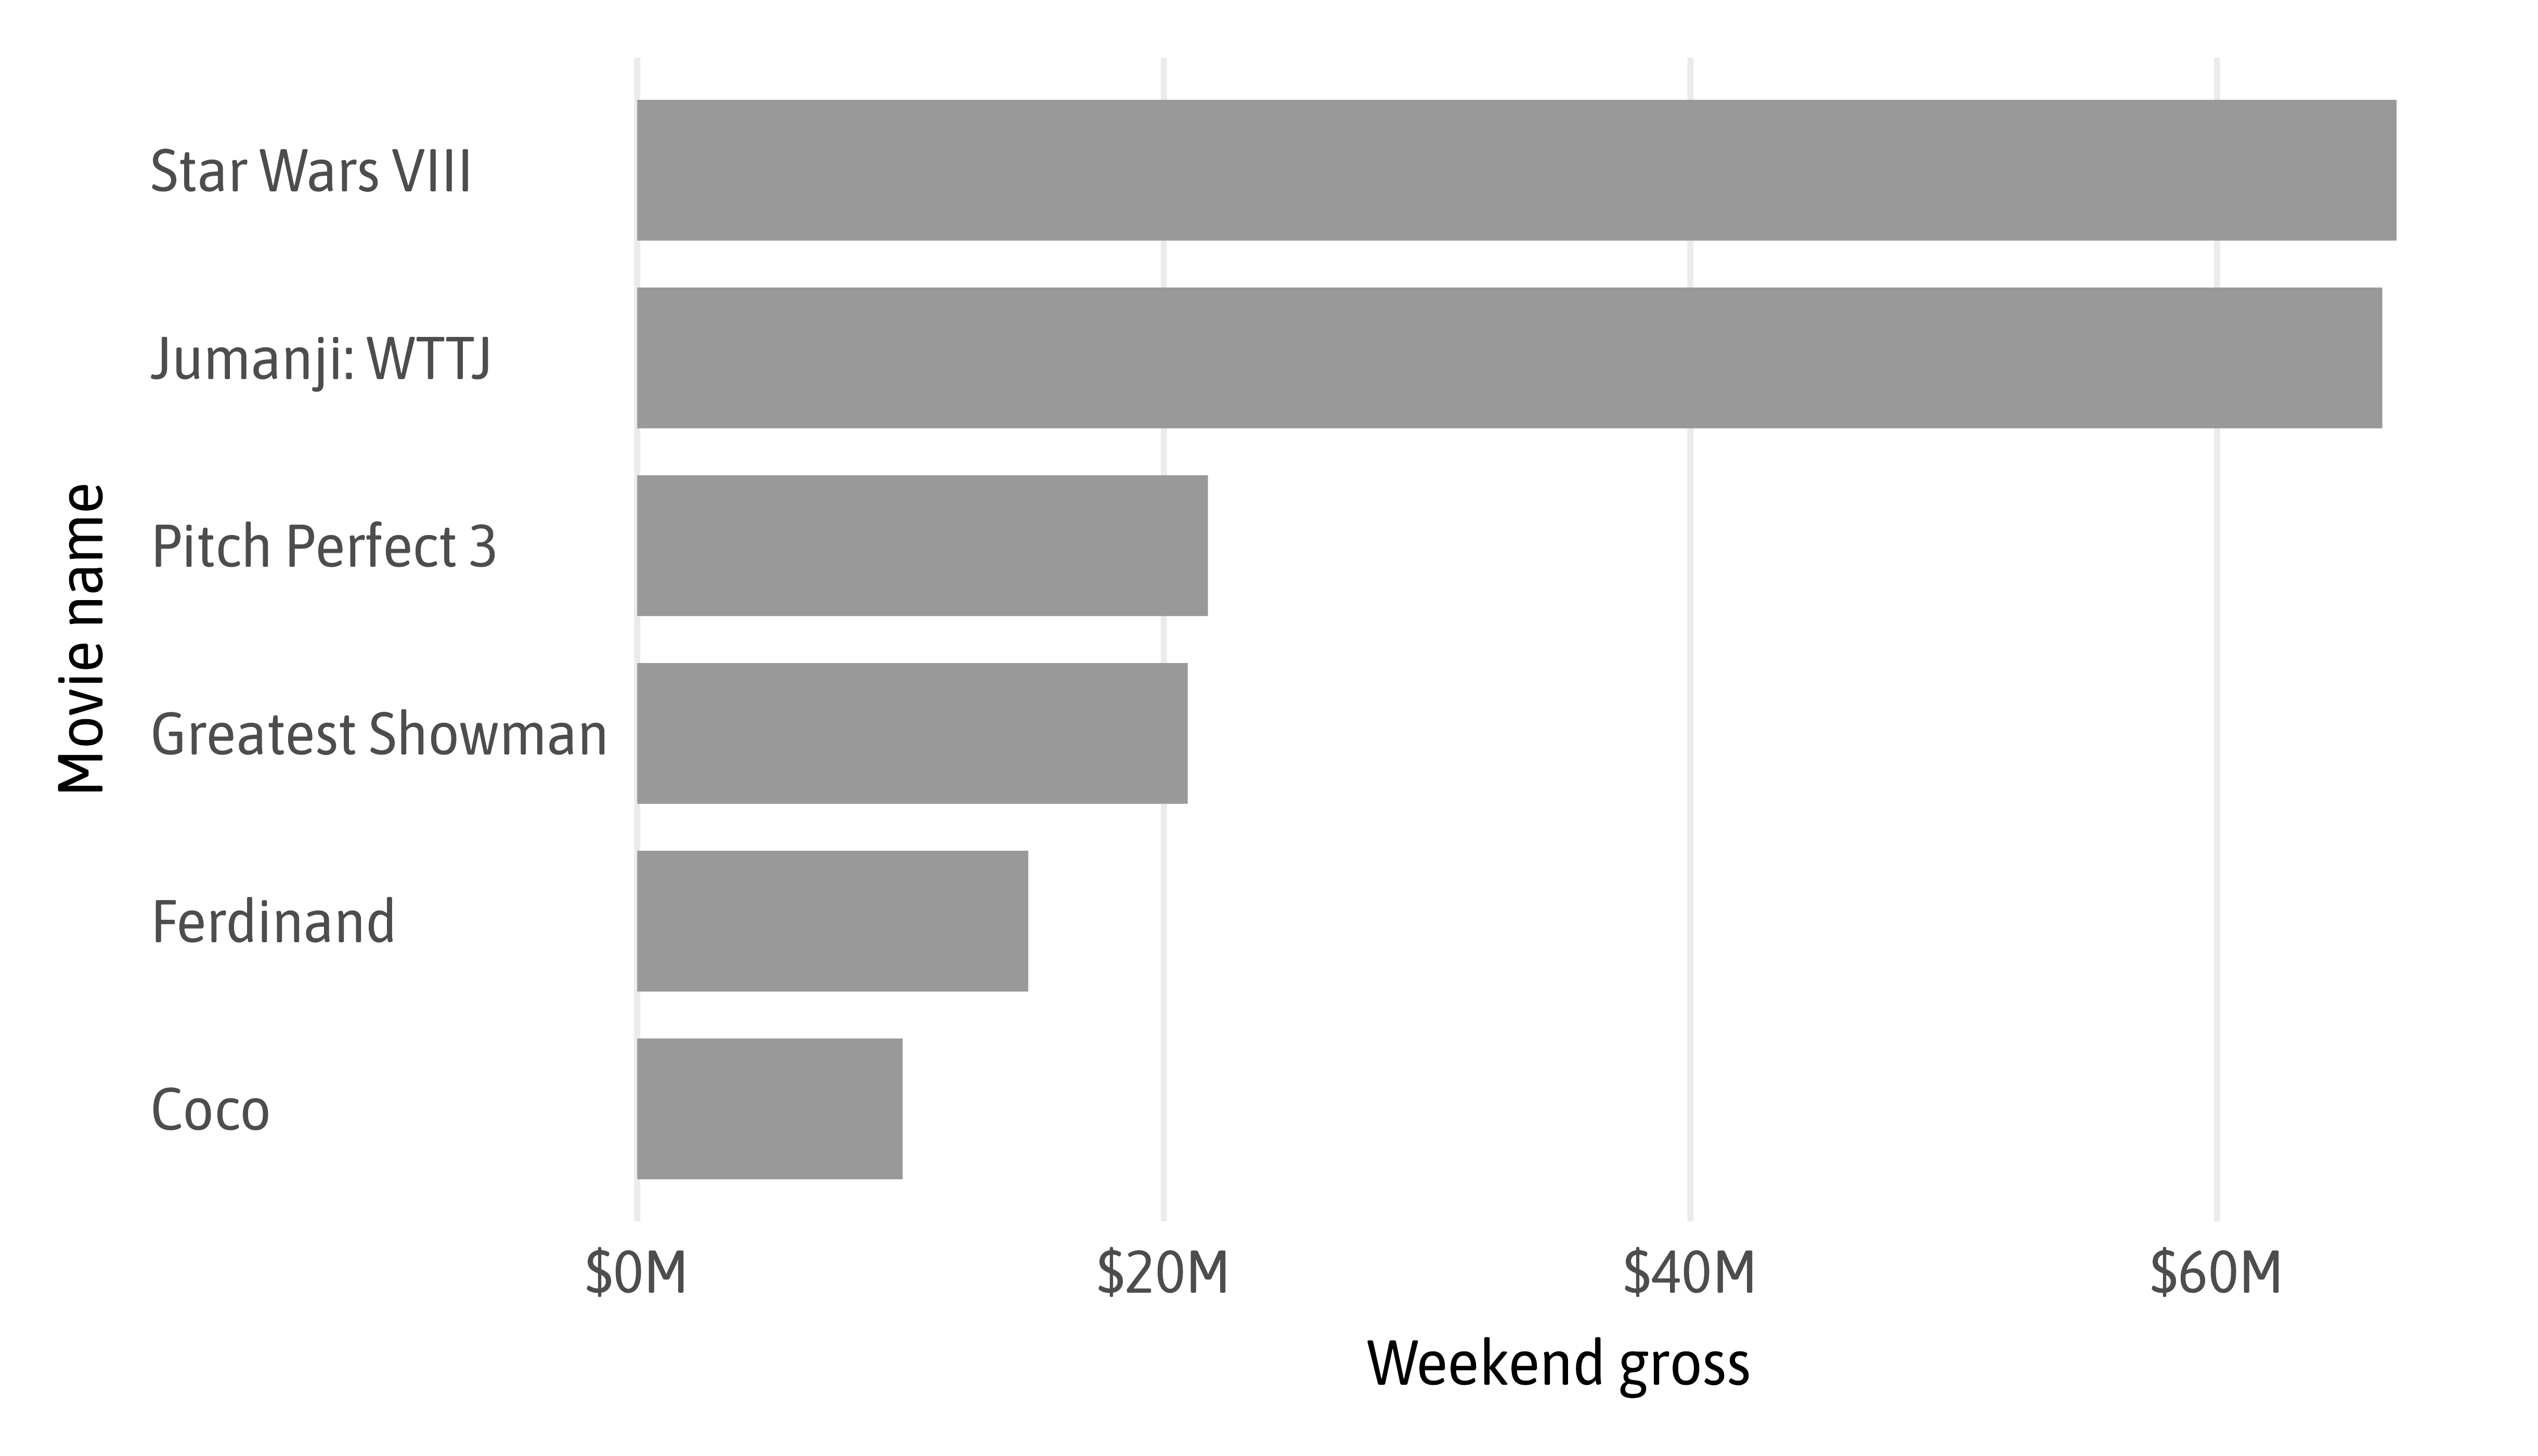 Star Wars VIII
Jumanji: WTTJ
Pitch Perfect 3
Greatest Showman
Ferdinand
Coco
Movie name
$0M $20M $40M $60M
Weekend gross